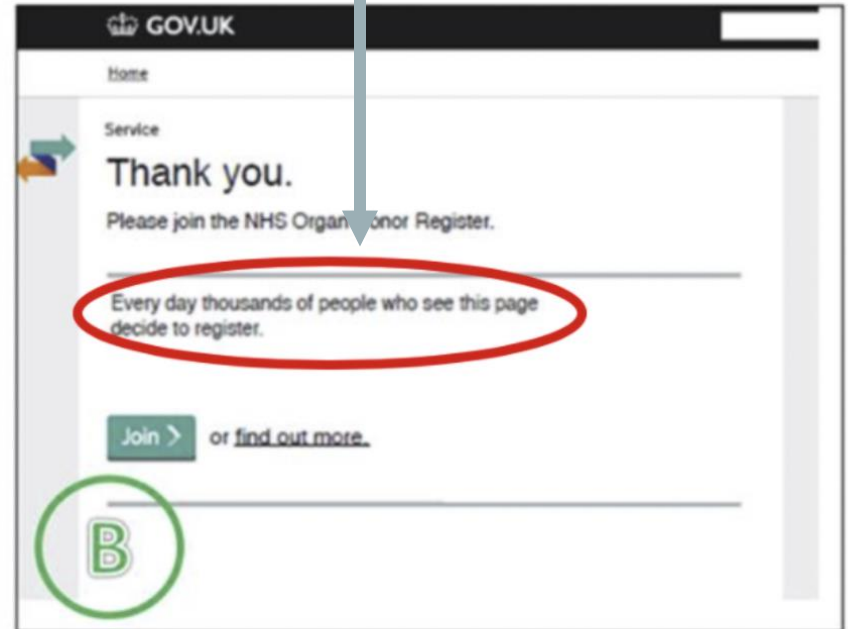 GOV.UK
Home
Service
Thank you.
Please join the NHS Organ onor Register.
Every day thousands of people who see this page
decide to register.
Join > or find out more.
B